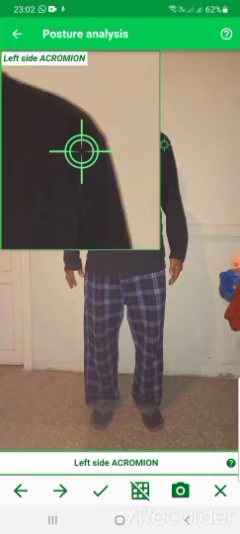 23:02
62%
Posture analysis
Left side ACROMION
Left side ACROMION
XRecorder